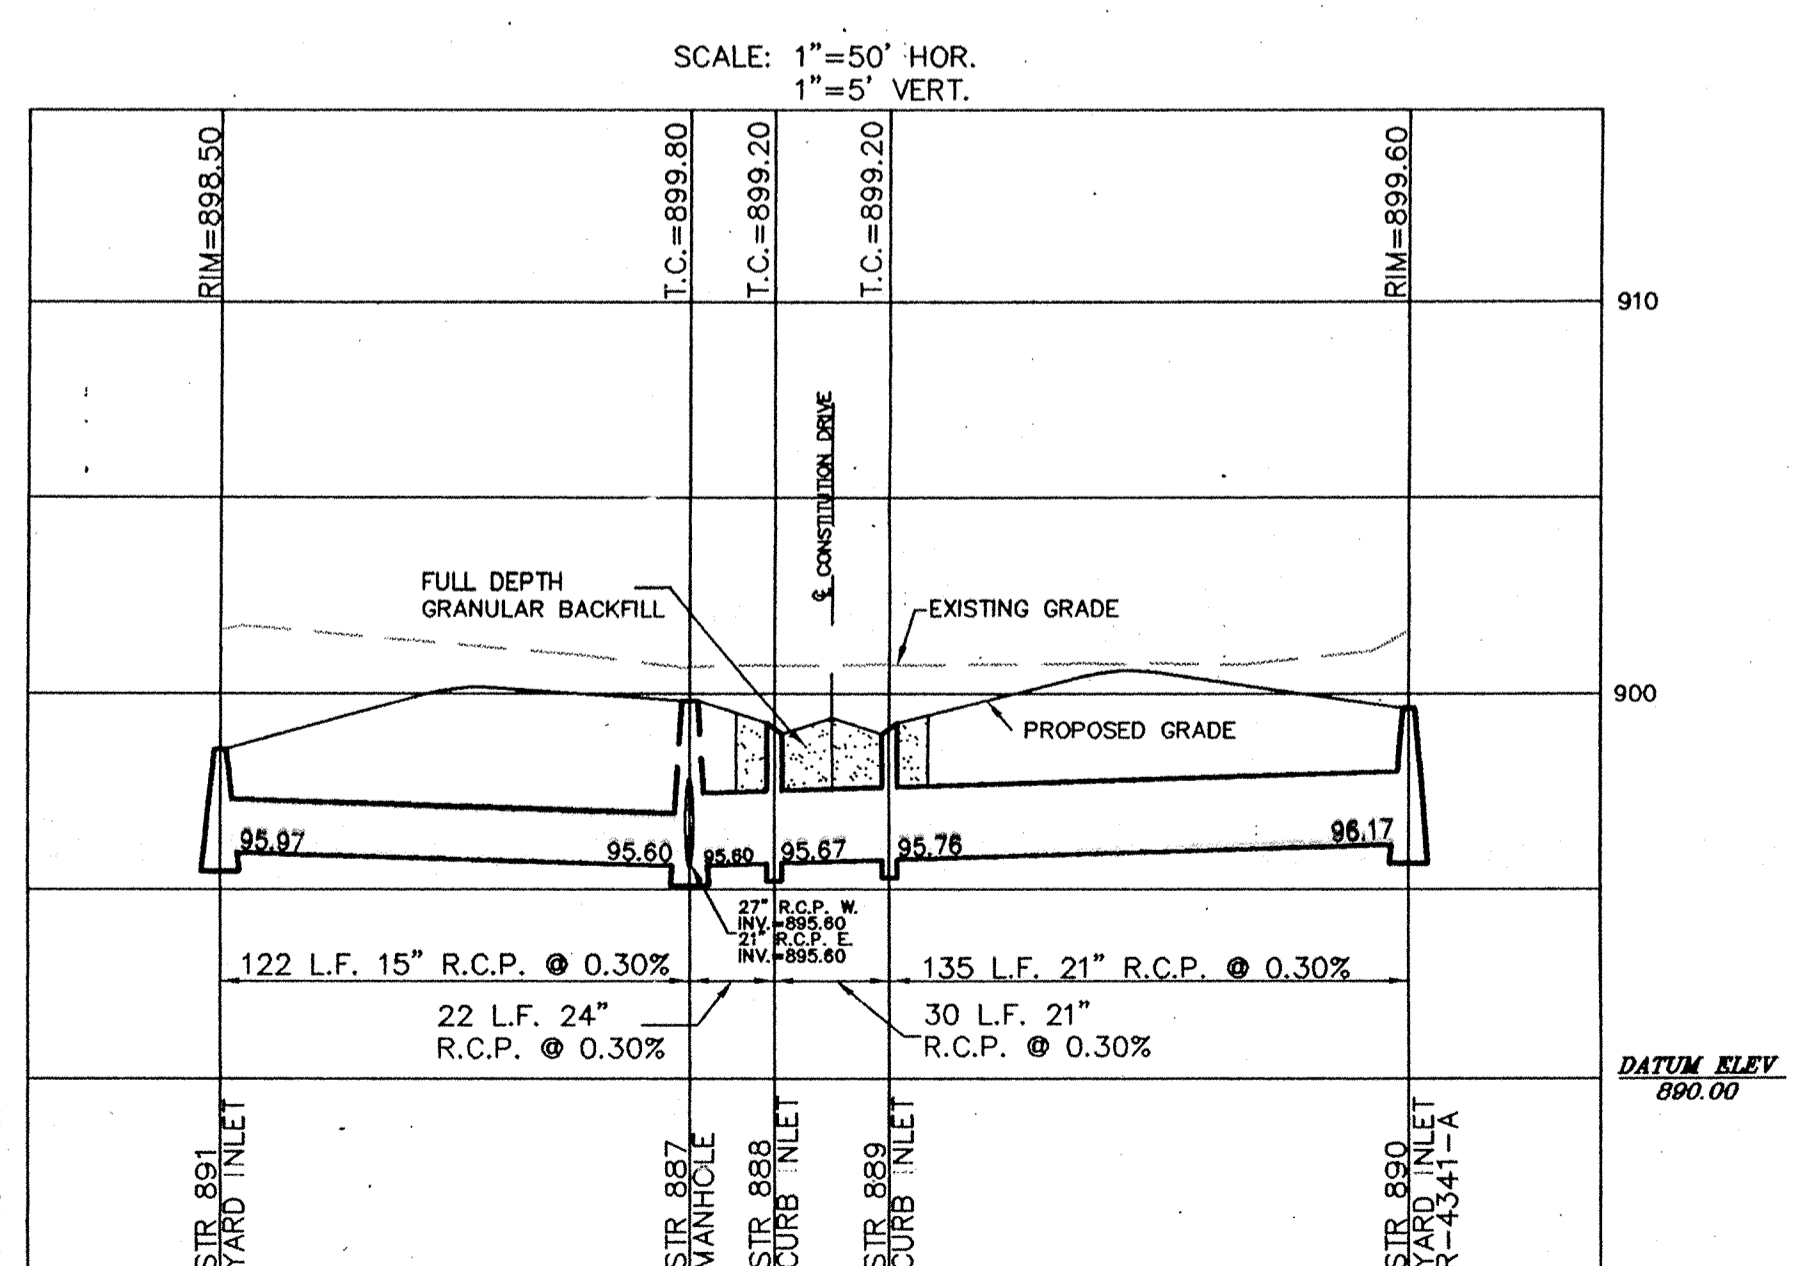 SCALE: 1"=50' HOR.
1"=5' VERT.
RIM=898.50
T.C.=899.80
T.C.=899.20
T.C.=899.20
RIM=899.60
910
℄ CONSTITUTION DRIVE
FULL DEPTH
GRANULAR BACKFILL
EXISTING GRADE
900
PROPOSED GRADE
95.97
95.60
95.60
95.67
95.76
96.17
27" R.C.P. W.
INV.=895.60
21" R.C.P. E.
INV.=895.60
122 L.F. 15" R.C.P. @ 0.30%
135 L.F. 21" R.C.P. @ 0.30%
22 L.F. 24"
R.C.P. @ 0.30%
30 L.F. 21"
R.C.P. @ 0.30%
DATUM ELEV
890.00
STR 891
YARD INLET
STR 887
MANHOLE
STR 888
CURB INLET
STR 889
CURB INLET
STR 890
YARD INLET
R-4341-A